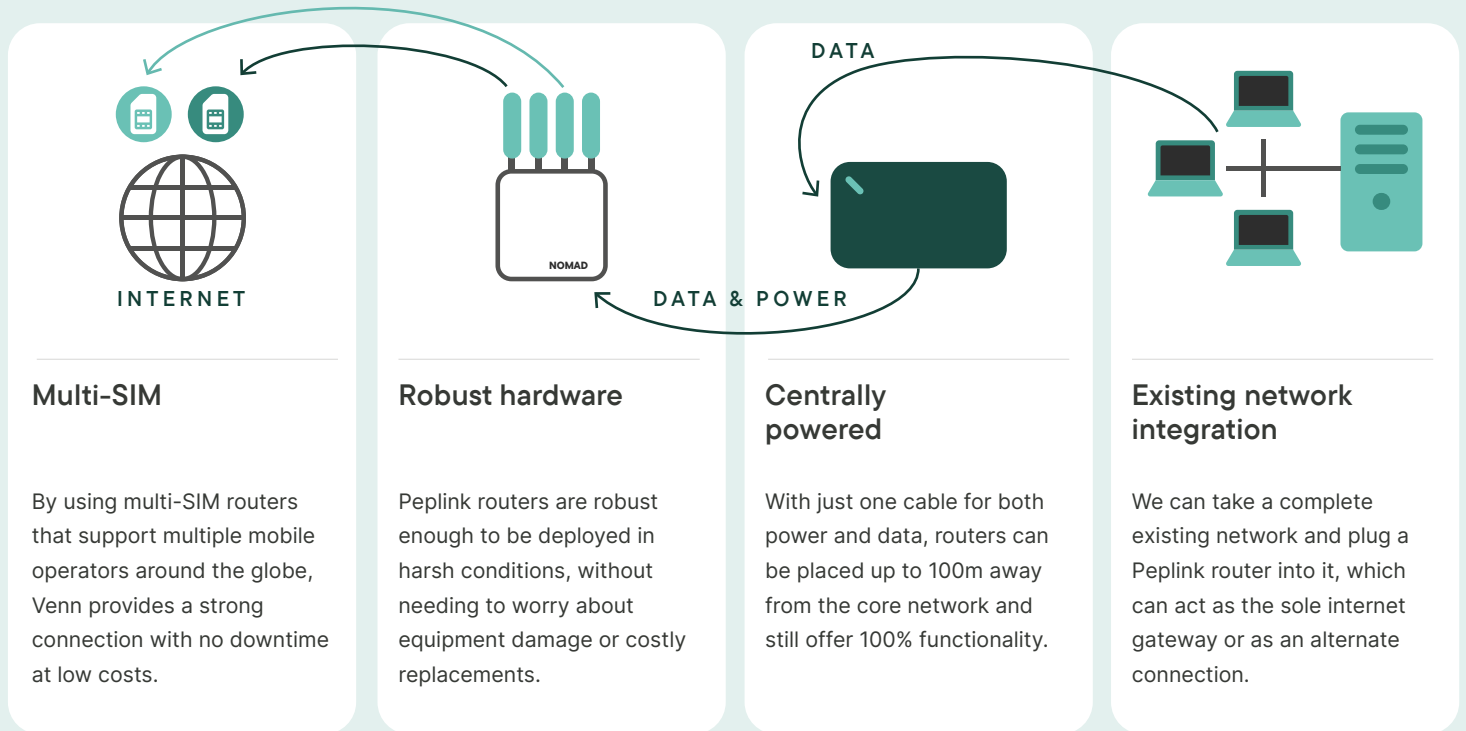 DATA
NOMAD
INTERNET
DATA & POWER
Multi-SIM
By using multi-SIM routers
that support multiple mobile
operators around the globe,
Venn provides a strong
connection with no downtime
at low costs.
Robust hardware
Peplink routers are robust
enough to be deployed in
harsh conditions, without
needing to worry about
equipment damage or costly
replacements.
Centrally
powered
With just one cable for both
power and data, routers can
be placed up to 100m away
from the core network and
still offer 100% functionality.
Existing network
integration
We can take a complete
existing network and plug a
Peplink router into it, which
can act as the sole internet
gateway or as an alternate
connection.